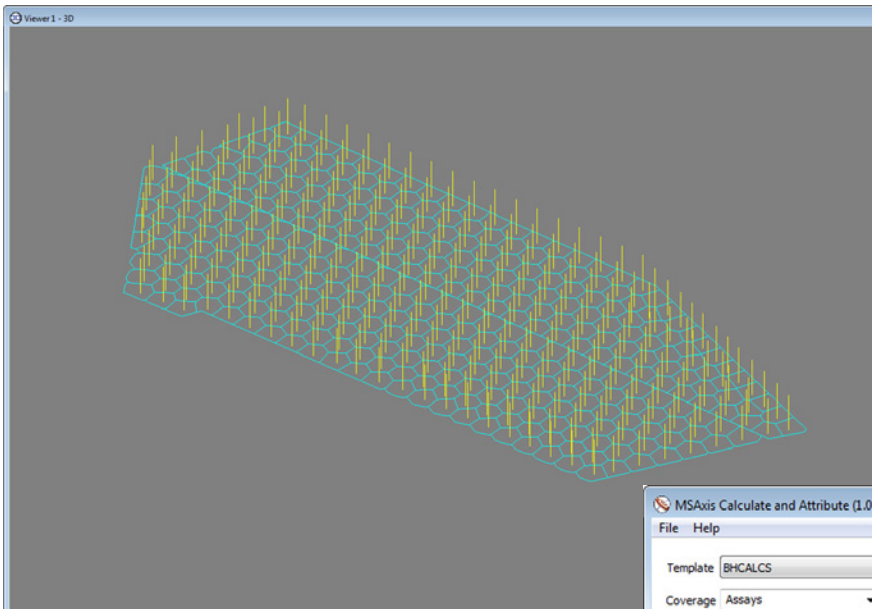 Viewer 1 - 3D
MSAxis Calculate and Attribute (1.0
File Help
Template BHCALCS
Coverage Assays